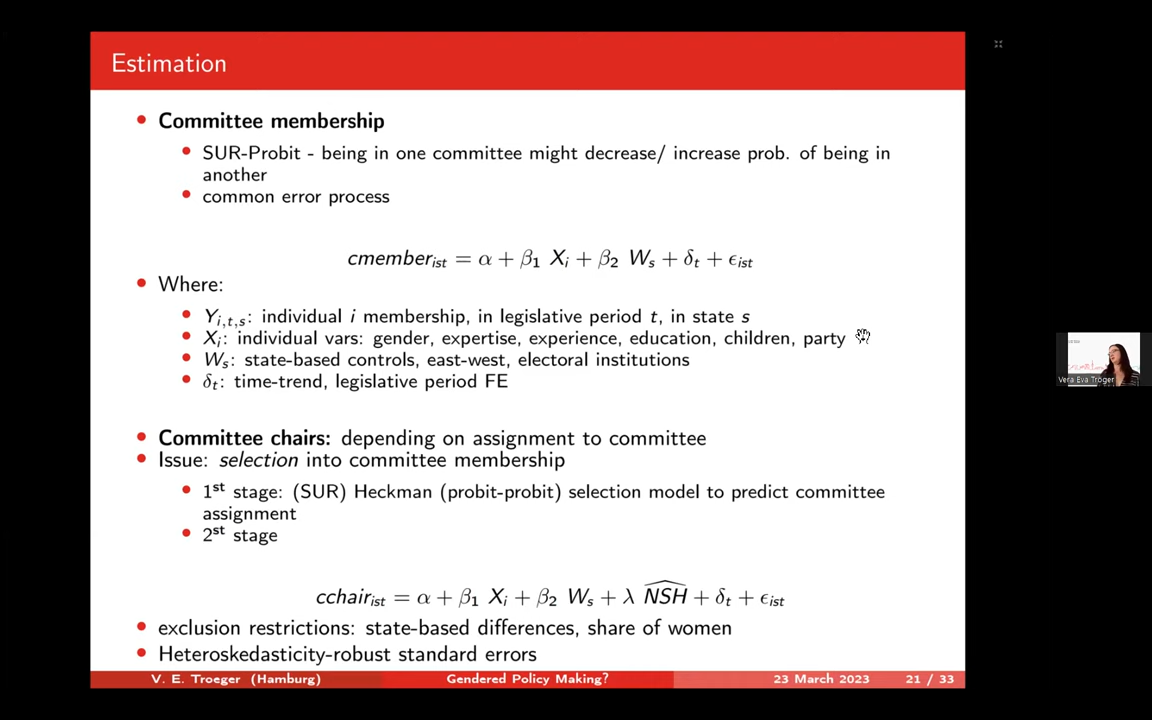 Estimation
Committee membership
SUR-Probit - being in one committee might decrease/ increase prob. of being in
another
common error process
cmember_ist = α + β₁ X_i + β₂ W_s + δ_t + ϵ_ist
Where:
Y_i,t,s: individual i membership, in legislative period t, in state s
X_i: individual vars: gender, expertise, experience, education, children, party
W_s: state-based controls, east-west, electoral institutions
δ_t: time-trend, legislative period FE
Committee chairs: depending on assignment to committee
Issue: selection into committee membership
1st stage: (SUR) Heckman (probit-probit) selection model to predict committee
assignment
2st stage
cchair_ist = α + β₁ X_i + β₂ W_s + λ \widehat{NSH} + δ_t + ϵ_ist
exclusion restrictions: state-based differences, share of women
Heteroskedasticity-robust standard errors
V. E. Troeger (Hamburg) Gendered Policy Making? 23 March 2023 21 / 33
Vera Eva Tröger